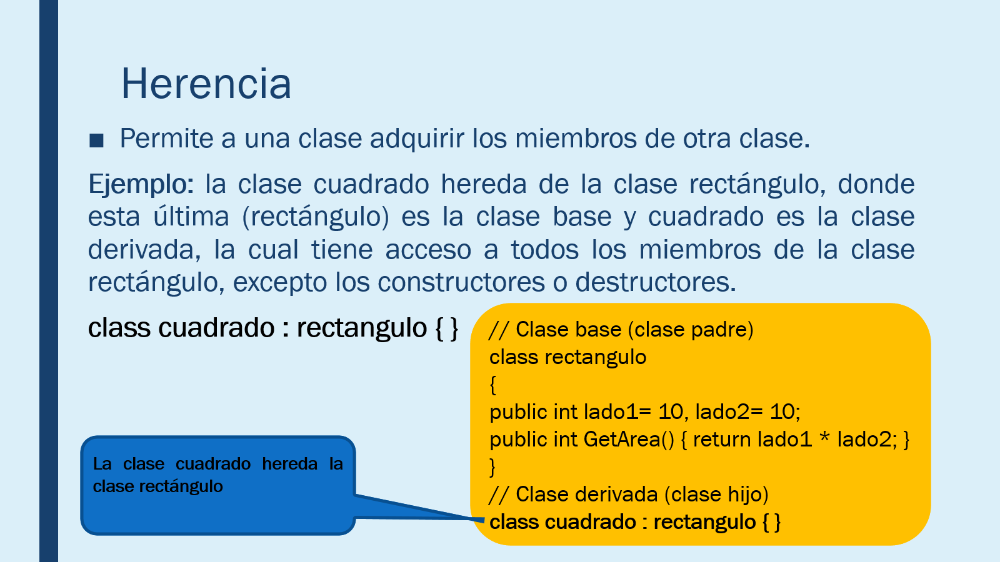 Herencia
▪ Permite a una clase adquirir los miembros de otra clase.
Ejemplo: la clase cuadrado hereda de la clase rectángulo, donde
esta última (rectángulo) es la clase base y cuadrado es la clase
derivada, la cual tiene acceso a todos los miembros de la clase
rectángulo, excepto los constructores o destructores.
class cuadrado : rectangulo { }
// Clase base (clase padre)
class rectangulo
{
public int lado1= 10, lado2= 10;
public int GetArea() { return lado1 * lado2; }
}
// Clase derivada (clase hijo)
class cuadrado : rectangulo { }
La clase cuadrado hereda la
clase rectángulo